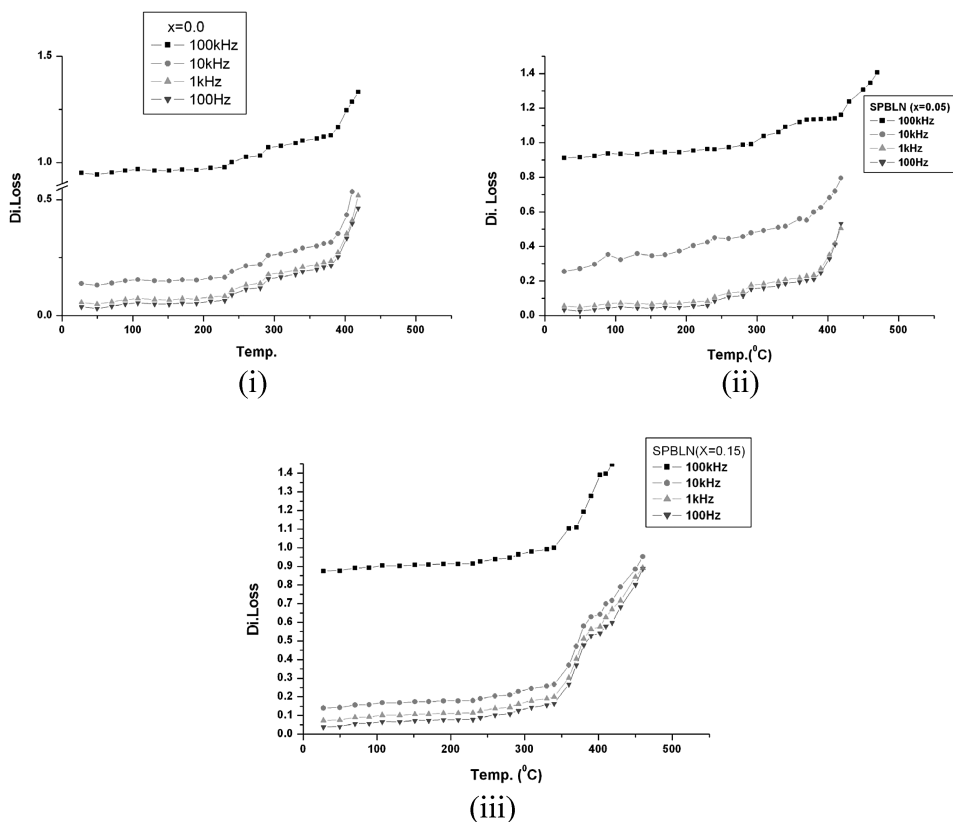 x=0.0
100kHz
10kHz
1kHz
100Hz
1.5
1.0
0.5
0.0
Di.Loss
0 100 200 300 400 500
Temp.
(i)
SPBLN (x=0.05)
100kHz
10kHz
1kHz
100Hz
1.4
1.2
1.0
0.8
0.6
0.4
0.2
0.0
Di. Loss
0 100 200 300 400 500
Temp.(⁰C)
(ii)
SPBLN(X=0.15)
100kHz
10kHz
1kHz
100Hz
1.4
1.3
1.2
1.1
1.0
0.9
0.8
0.7
0.6
0.5
0.4
0.3
0.2
0.1
0.0
Di.Loss
0 100 200 300 400 500
Temp. (⁰C)
(iii)